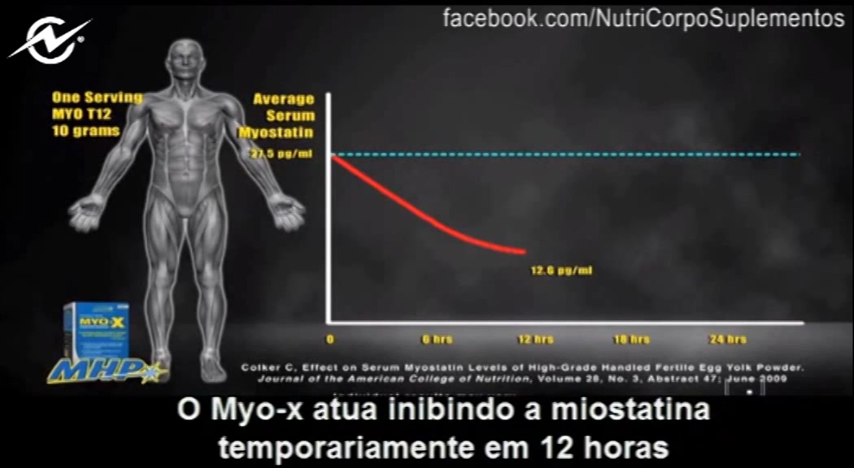 facebook.com/NutriCorpoSuplementos
One Serving
MYO T12
10 grams
Average
Serum
Myostatin
27.5 pg/ml
12.6 pg/ml
0
6 hrs
12 hrs
18 hrs
24 hrs
MYO-X
MHP
Colker C, Effect on Serum Myostatin Levels of High-Grade Handled Fertile Egg Yolk Powder.
Journal of the American College of Nutrition, Volume 28, No. 3, Abstract 47; June 2009
O Myo-x atua inibindo a miostatina
temporariamente em 12 horas